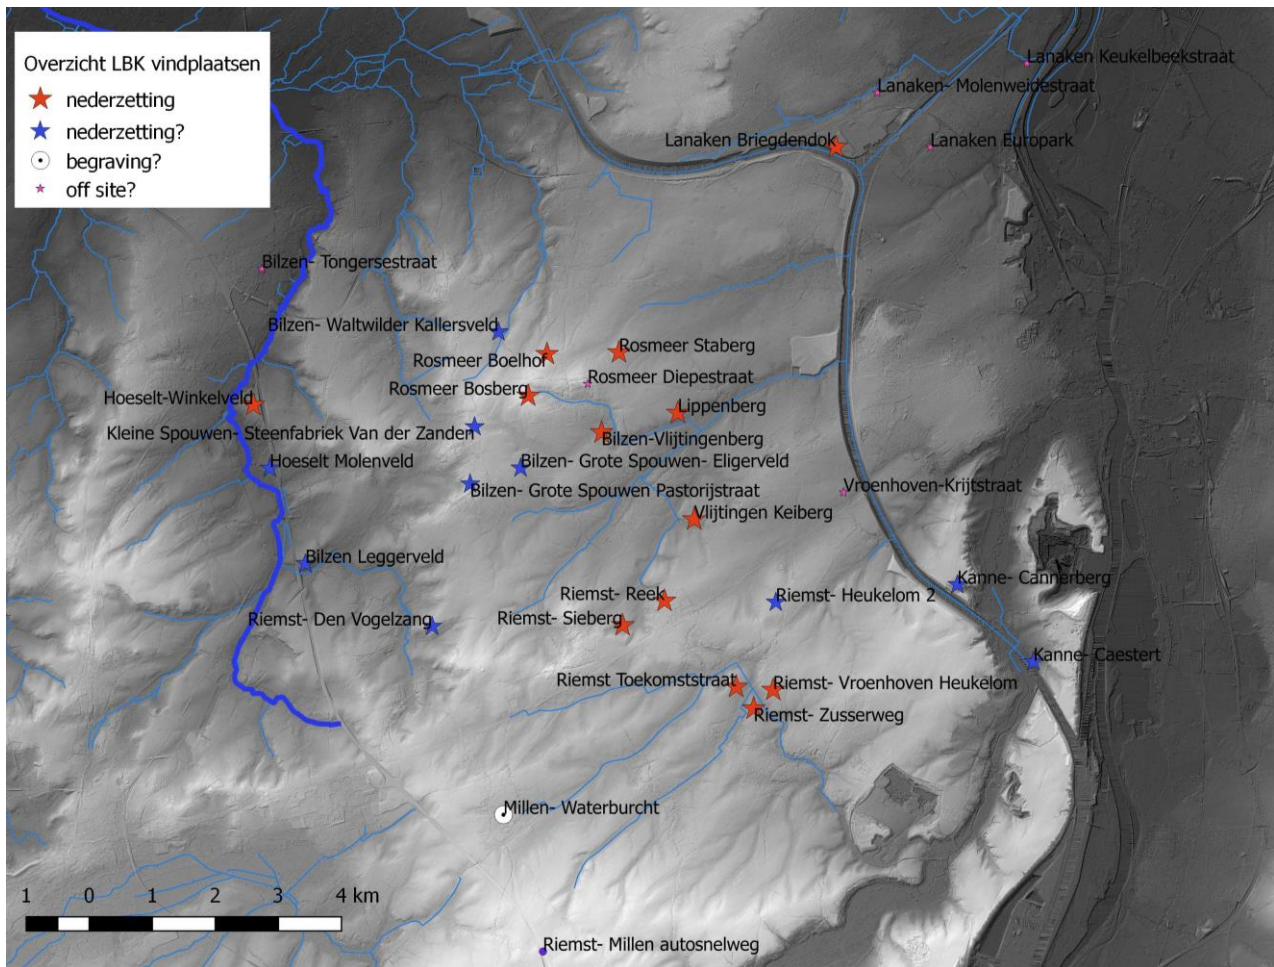 Overzicht LBK vindplaatsen
nederzetting
nederzetting?
begraving?
off site?
Lanaken Keukelbeekstraat
Lanaken- Molenweidestraat
Lanaken Briegdendok
Lanaken Europark
Bilzen- Tongersestraat
Bilzen- Waltwilder Kallersveld
Rosmeer Staberg
Rosmeer Boelhof
Rosmeer Diepestraat
Rosmeer Bosberg
Hoeselt-Winkelveld
Lippenberg
Kleine Spouwen- Steenfabriek Van der Zanden
Bilzen-Vlijtingenberg
Hoeselt Molenveld
Bilzen- Grote Spouwen- Eligerveld
Bilzen- Grote Spouwen Pastorijstraat
Vroenhoven-Krijtstraat
Vlijtingen Keiberg
Bilzen Leggerveld
Kanne- Cannerberg
Riemst- Reek
Riemst- Heukelom 2
Riemst- Den Vogelzang
Riemst- Sieberg
Kanne- Caestert
Riemst Toekomststraat
Riemst- Vroenhoven Heukelom
Riemst- Zusserweg
Millen- Waterburcht
1 0 1 2 3 4 km
Riemst- Millen autosnelweg